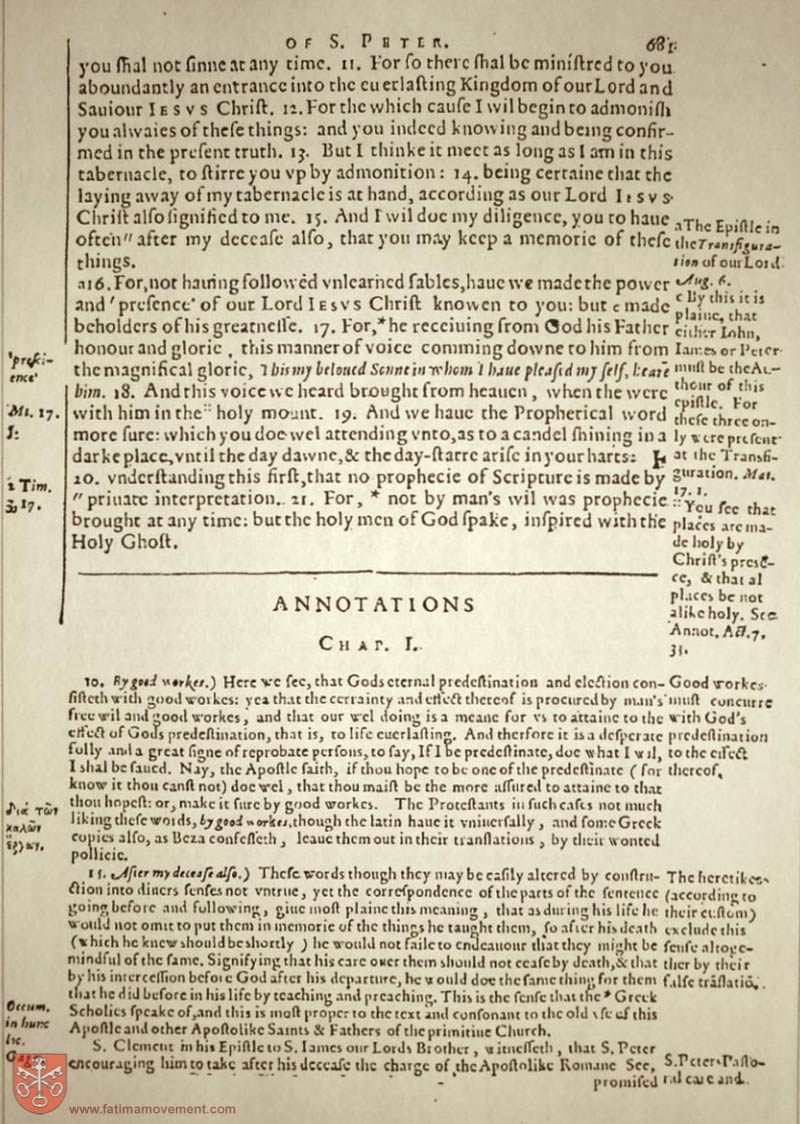 OF S. PETER. 681
you ſhal not ſinne at any time. 11. For ſo there ſhal be miniſtred to you
aboundantly an entrance into the euerlaſting Kingdom of our Lord and
Sauiour IESVS Chriſt. 12. For the which cauſe I wil begin to admoniſh
you alwaies of theſe things: and you indeed knowing and being confir-
med in the preſent truth. 13. But I thinke it meet as long as I am in this
tabernacle, to ſtirre you vp by admonition: 14. being certaine that the
laying away of my tabernacle is at hand, according as our Lord IESVS
Chriſt alſo ſignified to me. 15. And I wil doe my diligence, you to haue
often" after my deceaſe alſo, that you may keep a memorie of theſe
things.
a16. For, not hauing followed vnlearned fables, haue we made the power
and 'preſence' of our Lord IESVS Chriſt knowen to you: but c made
beholders of his greatneſſe. 17. For, * he receiuing from God his Father
honour and glorie, this manner of voice comming downe to him from
the magnifical glorie, This is my beloued Sonne in whom I haue pleaſed my ſelf, heare
him. 18. And this voice we heard brought from heauen, when the were
with him in the :: holy mount. 19. And we haue the Propherical word
more ſure: which you doe wel attending vnto, as to a candel ſhining in a
darke place, vntil the day dawne, & the day-ſtarre ariſe in your harts:
20. vnderſtanding this firſt, that no prophecie of Scripture is made by
" priuate interpretation. 21. For, * not by man's wil was prophecie
brought at any time: but the holy men of God ſpake, inſpired with the
Holy Ghoſt.
'preſi-
ence'
Mt. 17.
5:
2 Tim.
3. 17.
a The Epiſtle in
the Transfigura-
tion of our Lord
Aug. 6.
c By this it is
plaine, that
either Iohn,
Iames or Peter
muſt be the Au-
thour of this
epiſtle. For
theſe three on-
ly were preſent
at the Transfi-
guration. Mat.
17. 1.
:: You ſee that
places are ma-
de holy by
Chriſt's preſē-
ce, & that al
places be not
alike holy. See
Annot. Act. 7.
33.
ANNOTATIONS
CHAP. I.
10. By good workes.) Here we ſee, that Gods eternal predeſtination and election con-
ſiſteth with good workes: yea that the certainty and effect thereof is procured by man's
free wil and good workes, and that our wel doing is a meane for vs to attaine to the
effect of Gods predeſtination, that is, to life euerlaſting. And therfore it is a deſperate
folly and a great ſigne of reprobate perſons, to ſay, If I be predeſtinate, doe what I wil,
I shal be ſaued. Nay, the Apoſtle ſaith, if thou hope to be one of the predeſtinate (for
know it thou canſt not) doe wel, that thou maiſt be the more aſſured to attaine to that
thou hopeſt: or, make it ſure by good workes. The Proteſtants in ſuch caſes not much
liking theſe words, by good workes, though the latin haue it vniuerſally, and ſome Greek
copies alſo, as Beza confeſſeth, leaue them out in their tranſlations, by their wonted
pollicie.
Good workes
muſt concurre
with God's
predeſtination
to the effect
thereof.
Διὰ τῶν
καλῶν
ἔργων.
15. After my deceaſe alſo.) Theſe words though they may be eaſily altered by conſtru-
ction into diuers ſenſes not vntrue, yet the correſpondence of the parts of the ſentence
going before and following, giue moſt plaine this meaning, that as during his life he
would not omit to put them in memorie of the things he taught them, ſo after his death
(which he knew should be shortly) he would not faile to endeauour that they might be
mindful of the ſame. Signifying that his care ouer them should not ceaſe by death, & that
by his interceſſion before God after his departure, he would doe the ſame thing for them
that he did before in his life by teaching and preaching. This is the ſenſe that the * Greek
Scholies ſpeake of, and this is moſt proper to the text and conſonant to the old vſe of this
Apoſtle and other Apoſtolike Saints & Fathers of the primitiue Church.
The heretikes
(according to
their cuſtom)
exclude this
ſenſe altoge-
ther by their
falſe trāſlatiō.
Oecum.
in hunc
loc.
S. Clement in his Epiſtle to S. Iames our Lords Brother, witneſſeth, that S. Peter
encouraging him to take after his deceaſe the charge of the Apoſtolike Romane See,
promiſed
S. Peters Paſto-
ral care and
www.fatimamovement.com